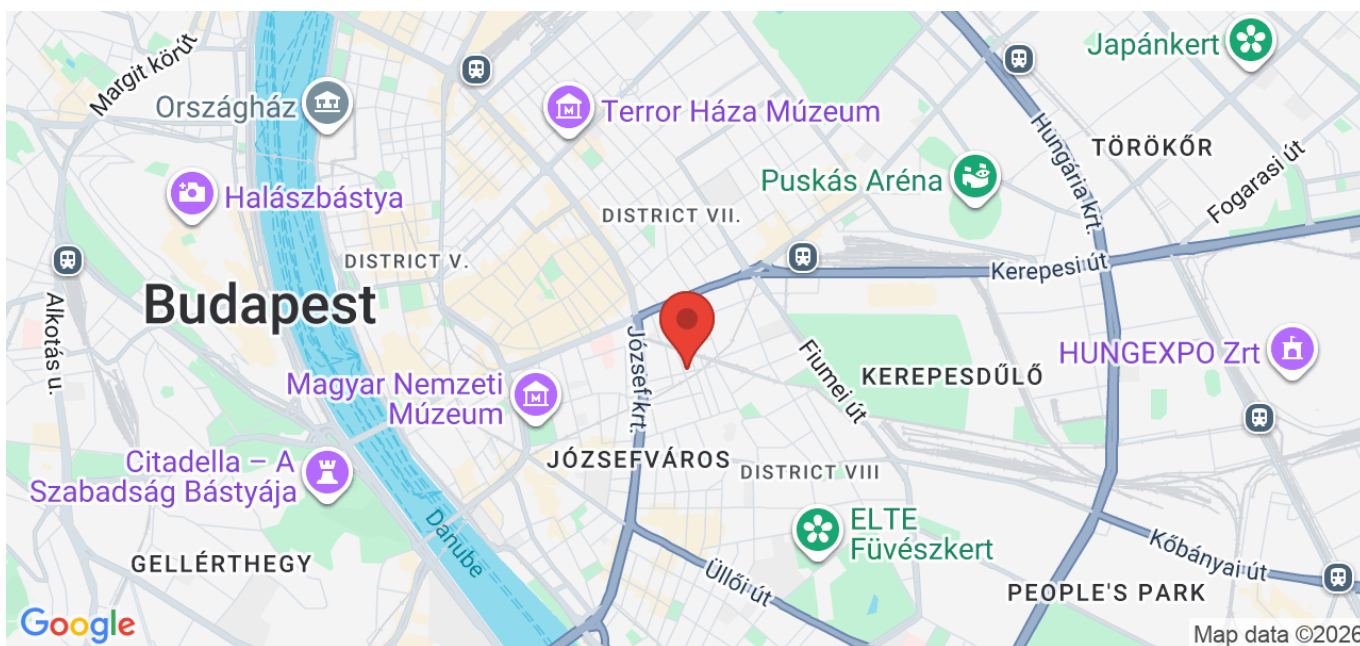 Margit körút
Országház
Terror Háza Múzeum
Japánkert
Hungária krt.
TÖRÖKŐR
Fogarasi út
Puskás Aréna
Halászbástya
DISTRICT VII.
DISTRICT V.
Kerepesi út
Budapest
Alkotás u.
József krt.
Fiumei út
HUNGEXPO Zrt
KEREPESDŰLŐ
Magyar Nemzeti
Múzeum
JÓZSEFVÁROS
DISTRICT VIII
Citadella – A
Szabadság Bástyája
Danube
ELTE
Füvészkert
Kőbányai út
GELLÉRTHEGY
Üllői út
PEOPLE'S PARK
Google
Map data ©2026